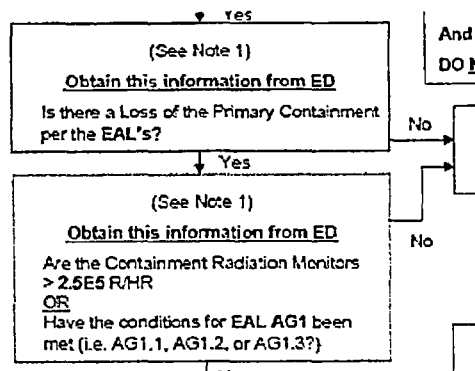 Yes
(See Note 1)
And
Obtain this information from ED
DO
Is there a Loss of the Primary Containment
per the EAL's?
No
Yes
(See Note 1)
Obtain this information from ED
No
Are the Containment Radiation Monitors
> 2.5E5 R/HR
OR
Have the conditions for EAL AG1 been
met (i.e. AG1.1, AG1.2, or AG1.3?)